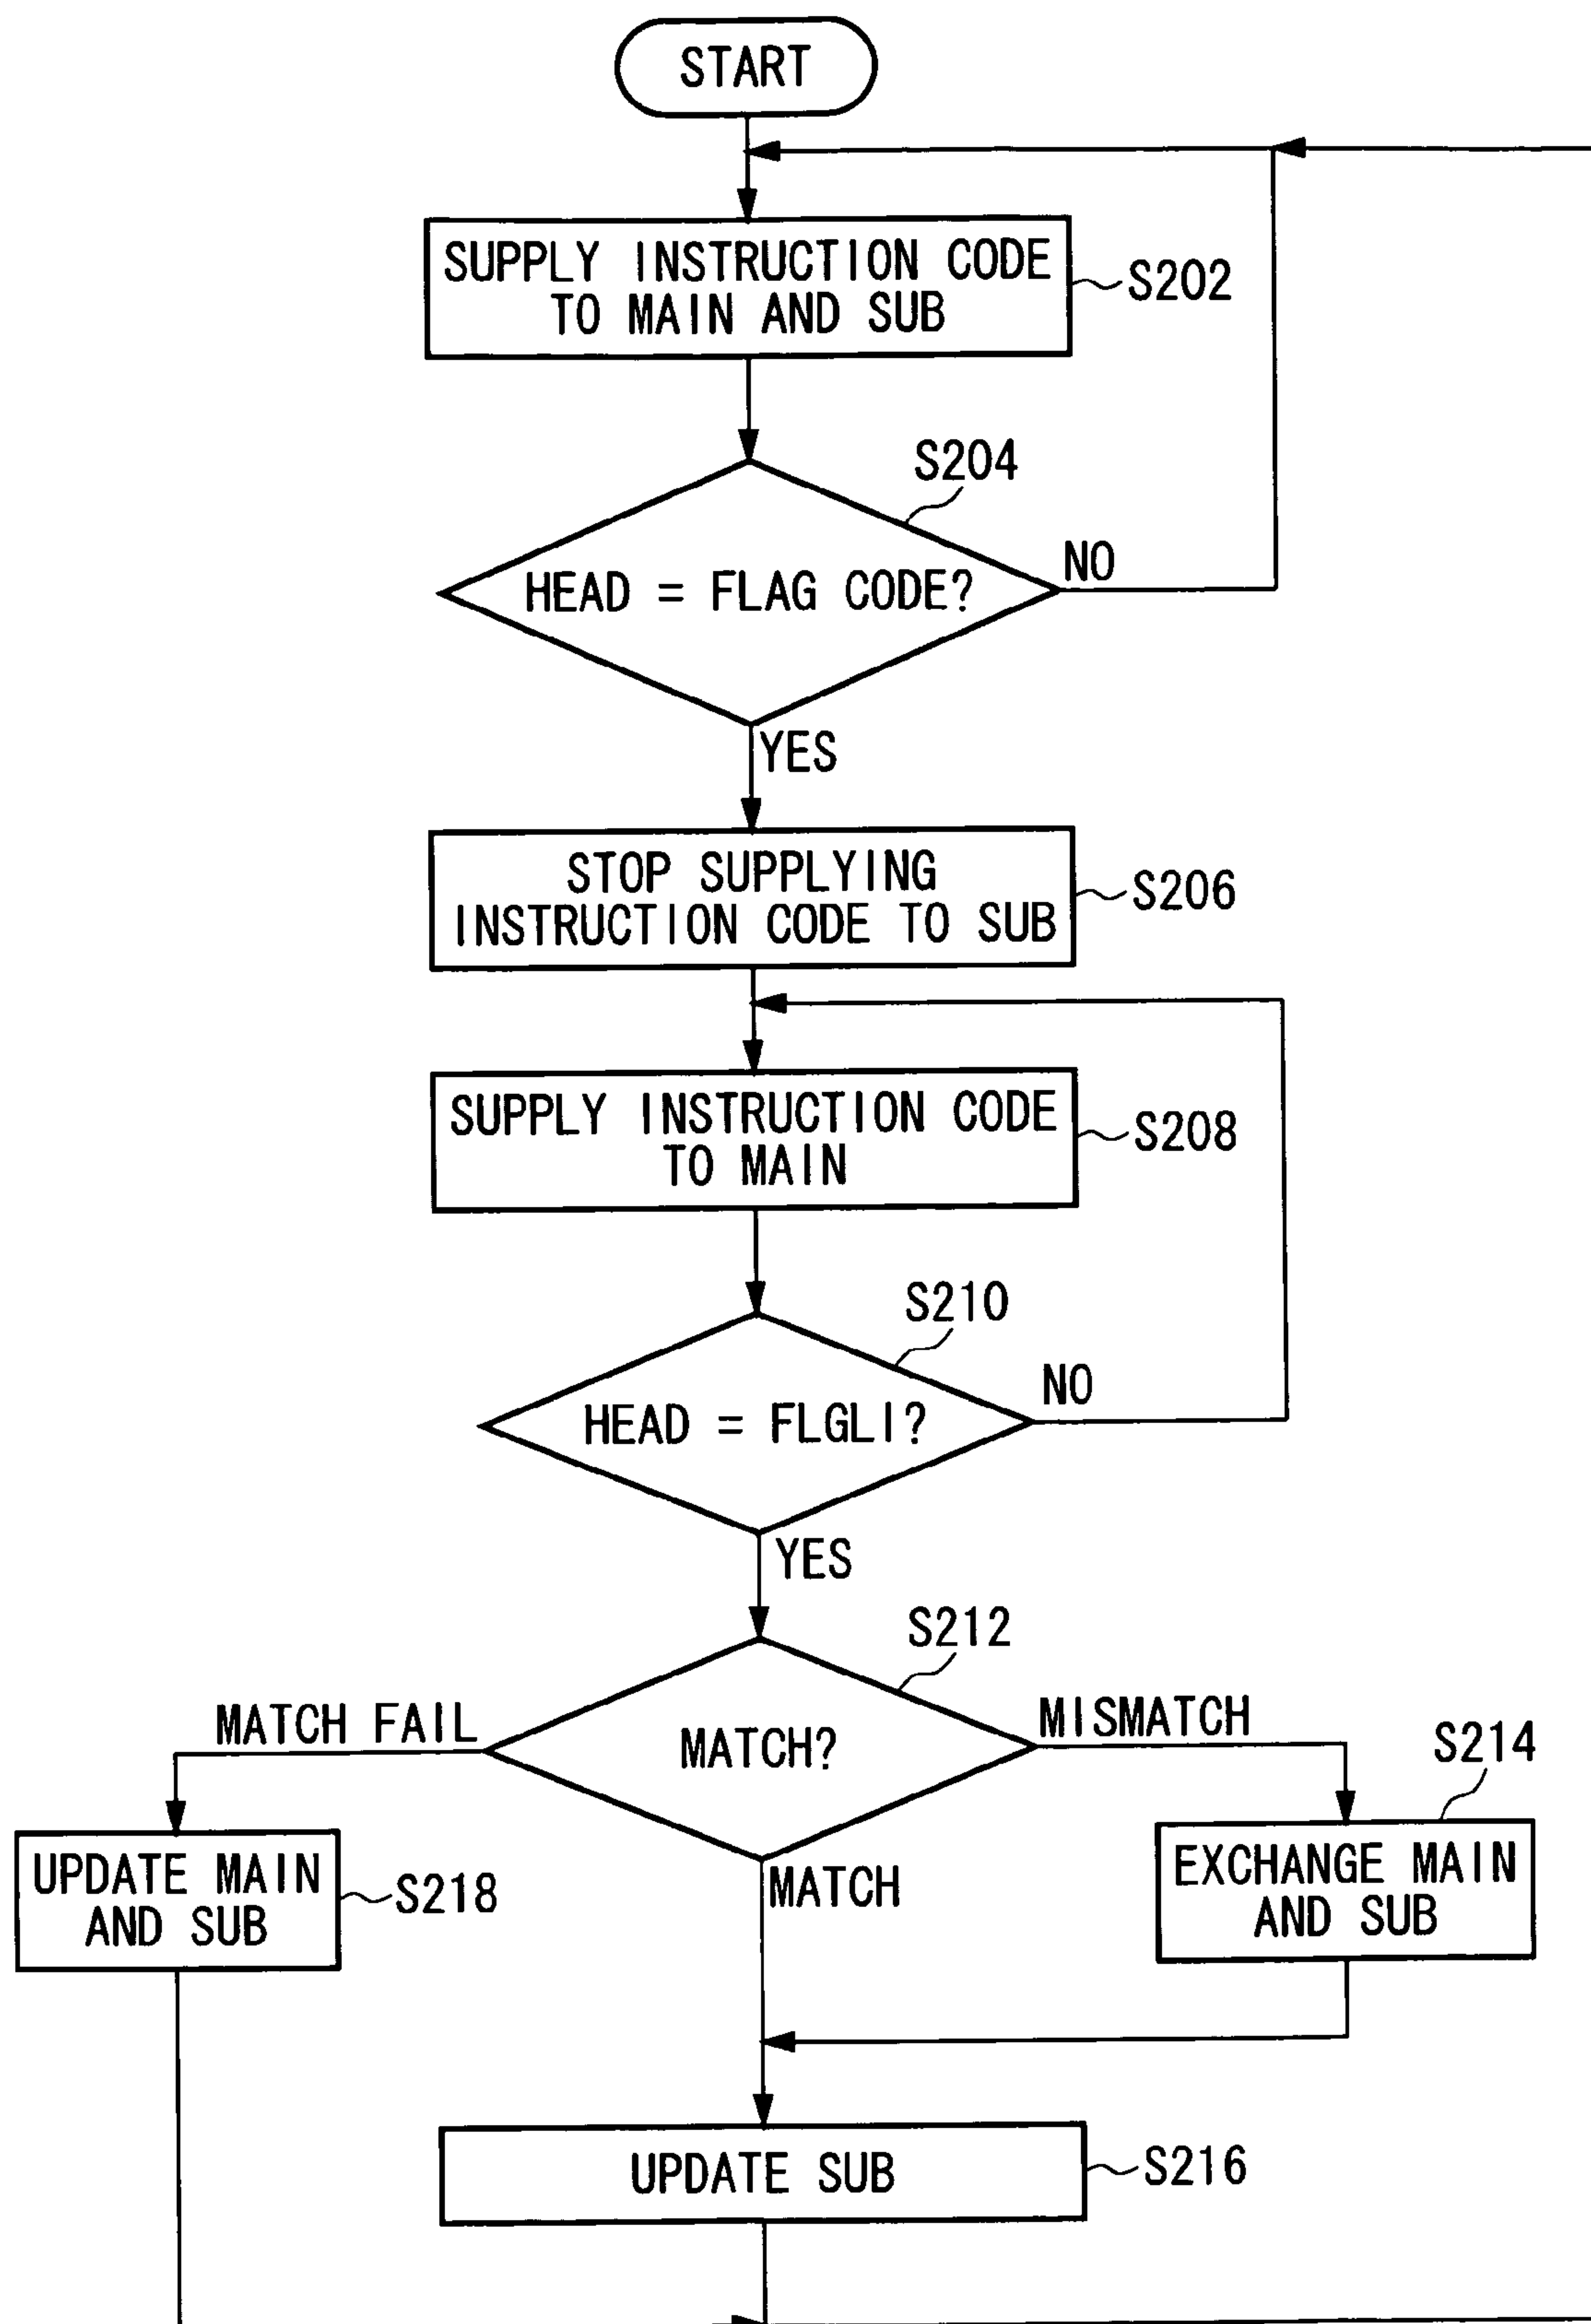 START
SUPPLY INSTRUCTION CODE
TO MAIN AND SUB
S202
S204
HEAD = FLAG CODE?
NO
YES
STOP SUPPLYING
INSTRUCTION CODE TO SUB
S206
SUPPLY INSTRUCTION CODE
TO MAIN
S208
S210
HEAD = FLGLI?
NO
YES
S212
MATCH FAIL
MATCH?
MISMATCH
S214
UPDATE MAIN
AND SUB
S218
MATCH
EXCHANGE MAIN
AND SUB
UPDATE SUB
S216